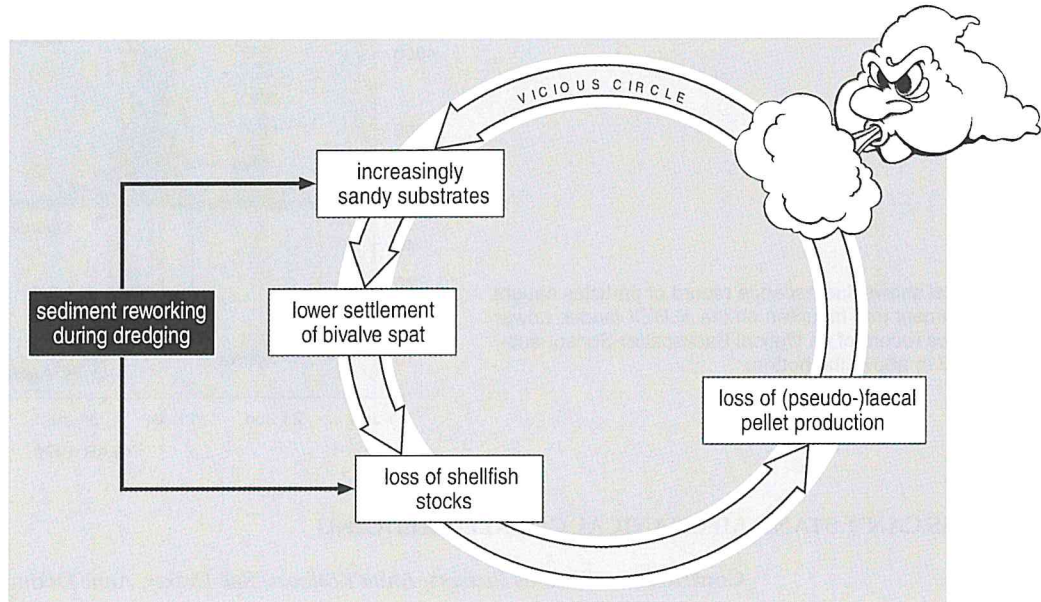 VICIOUS CIRCLE
increasingly
sandy substrates
sediment reworking
during dredging
lower settlement
of bivalve spat
loss of (pseudo-)faecal
pellet production
loss of shellfish
stocks